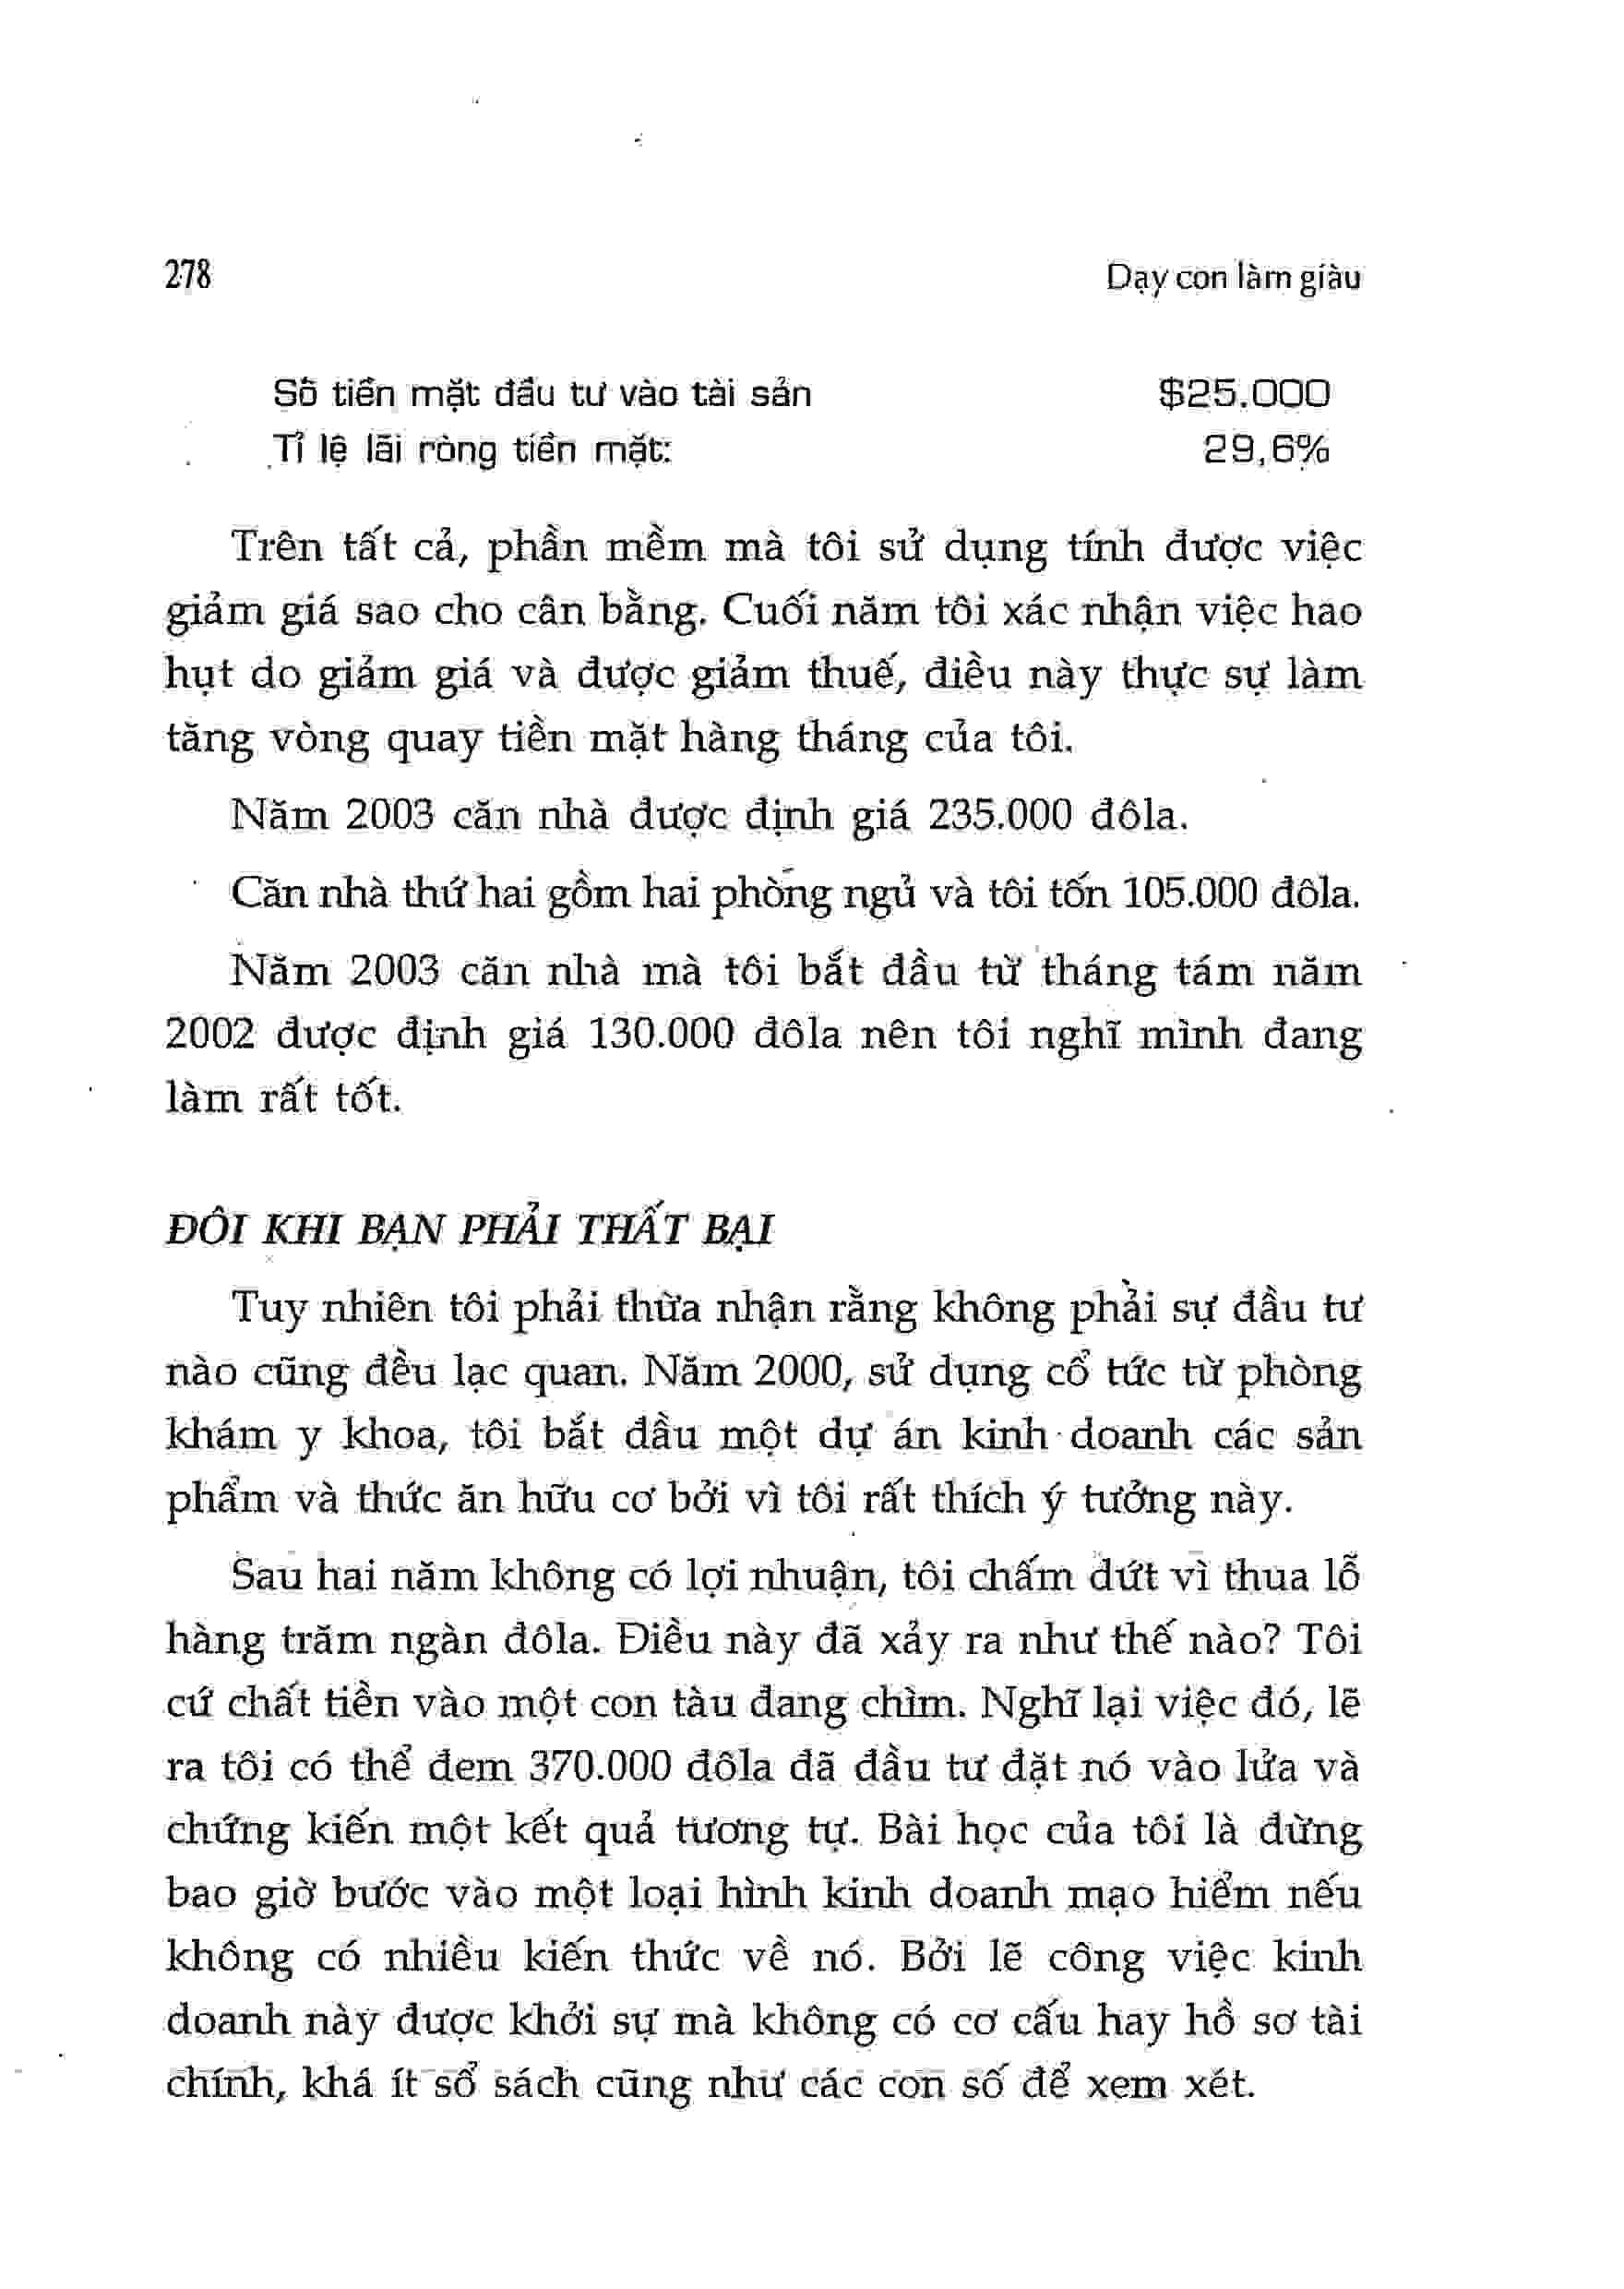 278 Dạy con làm giàu
Số tiền mặt đầu tư vào tài sản $25.000
Tỉ lệ lãi ròng tiền mặt: 29,6%
Trên tất cả, phần mềm mà tôi sử dụng tính được việc
giảm giá sao cho cân bằng. Cuối năm tôi xác nhận việc hao
hụt do giảm giá và được giảm thuế, điều này thực sự làm
tăng vòng quay tiền mặt hàng tháng của tôi.
Năm 2003 căn nhà được định giá 235.000 đôla.
Căn nhà thứ hai gồm hai phòng ngủ và tôi tốn 105.000 đôla.
Năm 2003 căn nhà mà tôi bắt đầu từ tháng tám năm
2002 được định giá 130.000 đôla nên tôi nghĩ mình đang
làm rất tốt.
ĐÔI KHI BẠN PHẢI THẤT BẠI
Tuy nhiên tôi phải thừa nhận rằng không phải sự đầu tư
nào cũng đều lạc quan. Năm 2000, sử dụng cổ tức từ phòng
khám y khoa, tôi bắt đầu một dự án kinh doanh các sản
phẩm và thức ăn hữu cơ bởi vì tôi rất thích ý tưởng này.
Sau hai năm không có lợi nhuận, tôi chấm dứt vì thua lỗ
hàng trăm ngàn đôla. Điều này đã xảy ra như thế nào? Tôi
cứ chất tiền vào một con tàu đang chìm. Nghĩ lại việc đó, lẽ
ra tôi có thể đem 370.000 đôla đã đầu tư đặt nó vào lửa và
chứng kiến một kết quả tương tự. Bài học của tôi là đừng
bao giờ bước vào một loại hình kinh doanh mạo hiểm nếu
không có nhiều kiến thức về nó. Bởi lẽ công việc kinh
doanh này được khởi sự mà không có cơ cấu hay hồ sơ tài
chính, khá ít sổ sách cũng như các con số để xem xét.